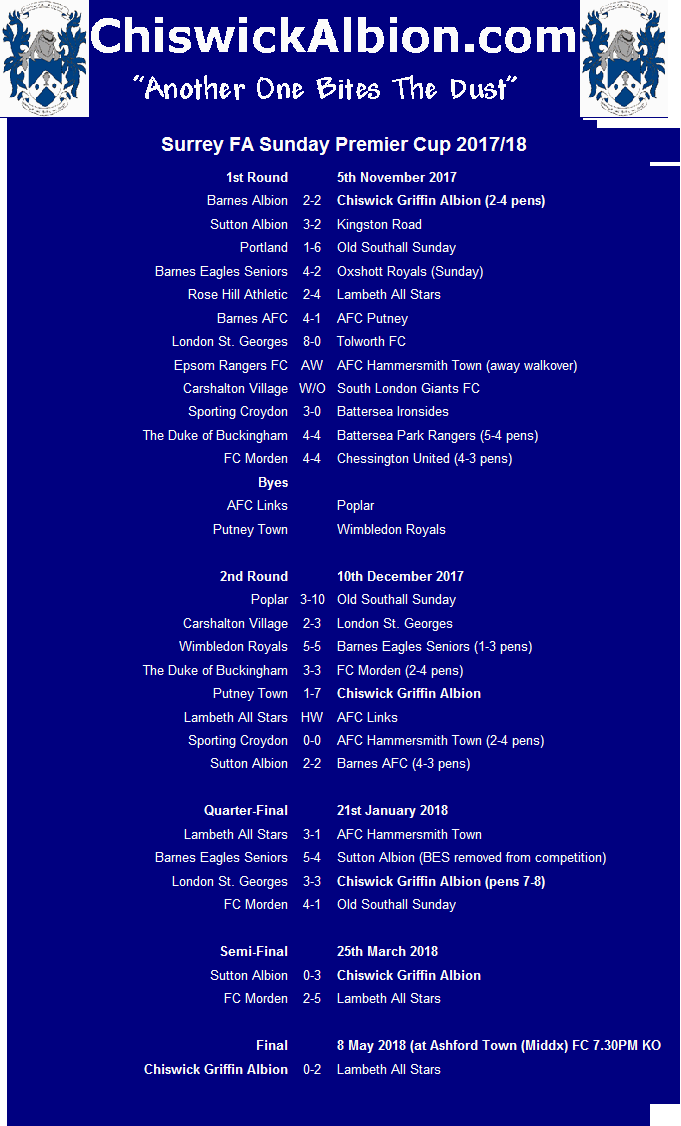 ChiswickAlbion.com
"Another One Bites The Dust"
Surrey FA Sunday Premier Cup 2017/18
1st Round 5th November 2017
Barnes Albion 2-2 Chiswick Griffin Albion (2-4 pens)
Sutton Albion 3-2 Kingston Road
Portland 1-6 Old Southall Sunday
Barnes Eagles Seniors 4-2 Oxshott Royals (Sunday)
Rose Hill Athletic 2-4 Lambeth All Stars
Barnes AFC 4-1 AFC Putney
London St. Georges 8-0 Tolworth FC
Epsom Rangers FC AW AFC Hammersmith Town (away walkover)
Carshalton Village W/O South London Giants FC
Sporting Croydon 3-0 Battersea Ironsides
The Duke of Buckingham 4-4 Battersea Park Rangers (5-4 pens)
FC Morden 4-4 Chessington United (4-3 pens)
Byes
AFC Links Poplar
Putney Town Wimbledon Royals
2nd Round 10th December 2017
Poplar 3-10 Old Southall Sunday
Carshalton Village 2-3 London St. Georges
Wimbledon Royals 5-5 Barnes Eagles Seniors (1-3 pens)
The Duke of Buckingham 3-3 FC Morden (2-4 pens)
Putney Town 1-7 Chiswick Griffin Albion
Lambeth All Stars HW AFC Links
Sporting Croydon 0-0 AFC Hammersmith Town (2-4 pens)
Sutton Albion 2-2 Barnes AFC (4-3 pens)
Quarter-Final 21st January 2018
Lambeth All Stars 3-1 AFC Hammersmith Town
Barnes Eagles Seniors 5-4 Sutton Albion (BES removed from competition)
London St. Georges 3-3 Chiswick Griffin Albion (pens 7-8)
FC Morden 4-1 Old Southall Sunday
Semi-Final 25th March 2018
Sutton Albion 0-3 Chiswick Griffin Albion
FC Morden 2-5 Lambeth All Stars
Final 8 May 2018 (at Ashford Town (Middx) FC 7.30PM KO
Chiswick Griffin Albion 0-2 Lambeth All Stars